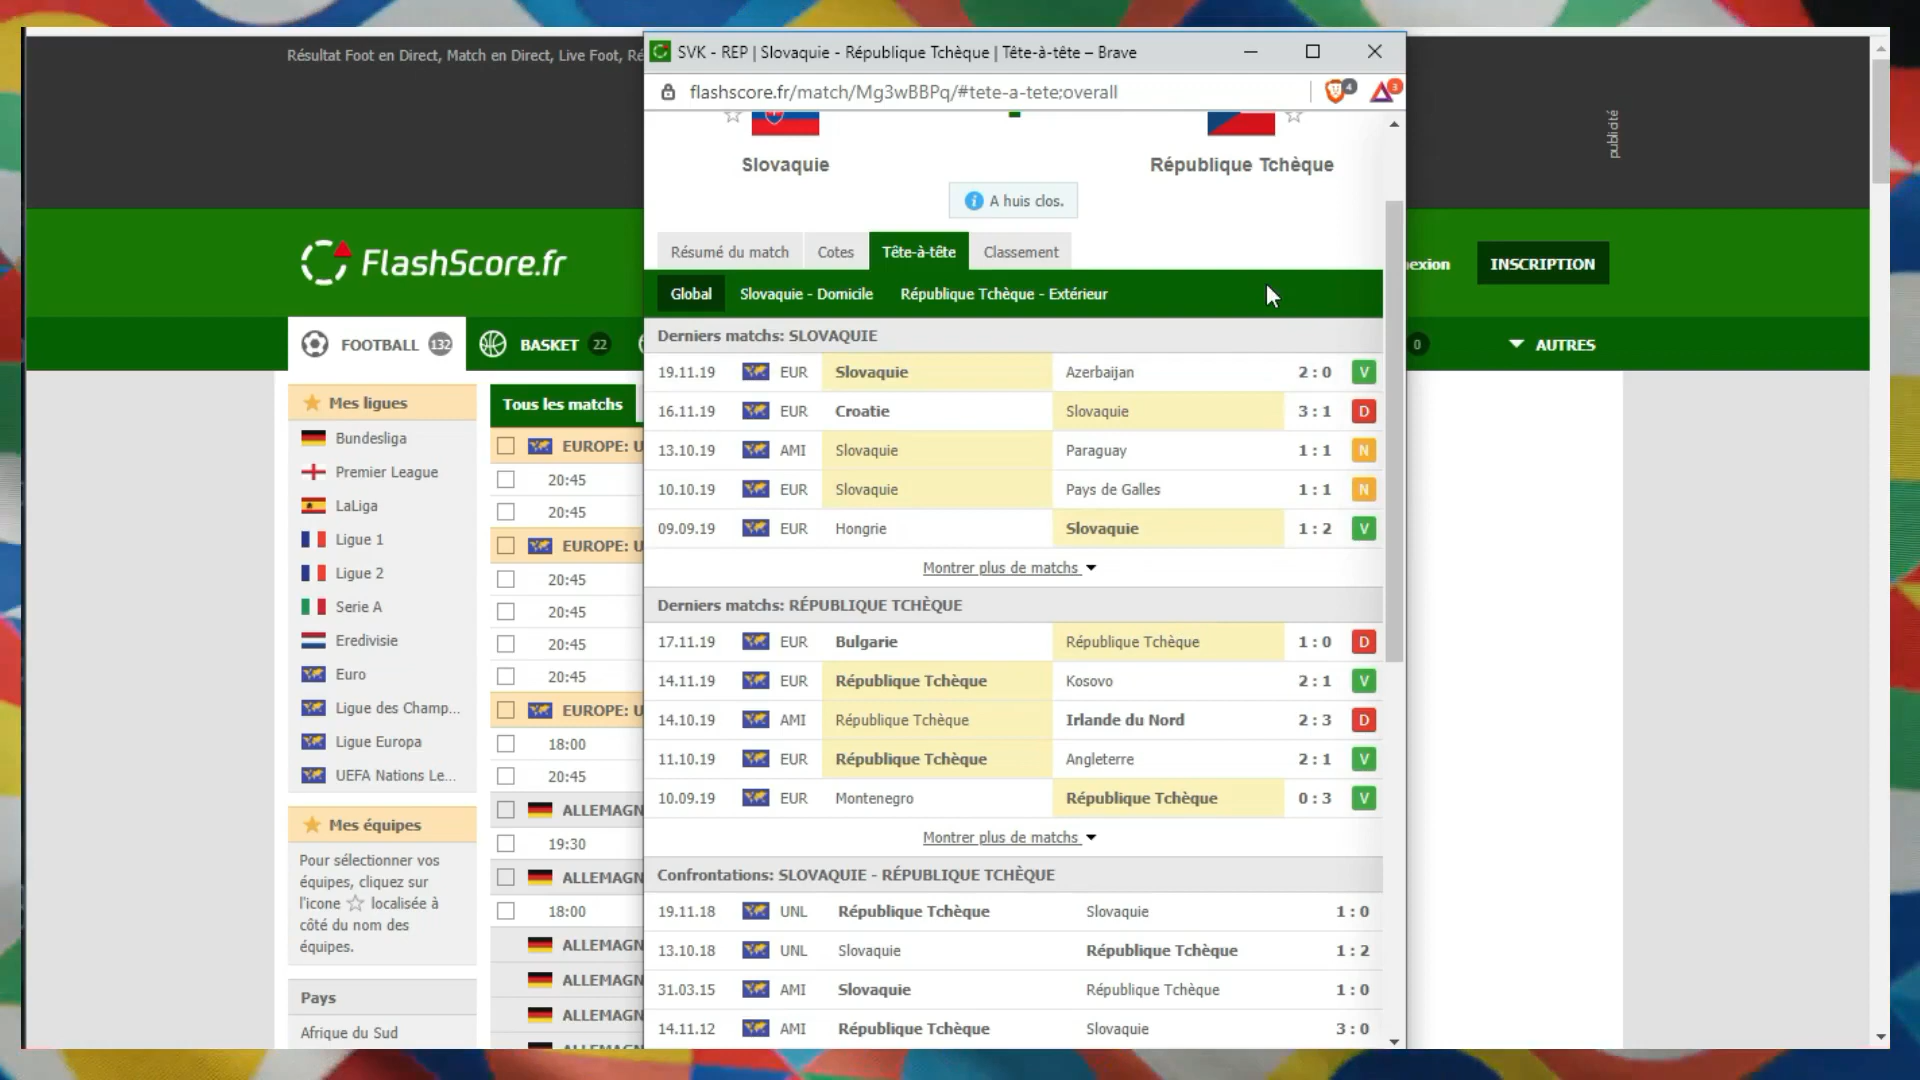 Résultat Foot en Direct, Match en Direct, Live Foot, Ré
SVK - REP | Slovaquie - République Tchèque | Tête-à-tête – Brave
flashscore.fr/match/Mg3wBBPq/#tete-a-tete;overall
4
3
publicité
Slovaquie
République Tchèque
A huis clos.
Résumé du match
Cotes
Tête-à-tête
Classement
FlashScore.fr
nexion
INSCRIPTION
Global
Slovaquie - Domicile
République Tchèque - Extérieur
FOOTBALL 132
BASKET 22
0
AUTRES
Mes ligues
Bundesliga
Premier League
LaLiga
Ligue 1
Ligue 2
Serie A
Eredivisie
Euro
Ligue des Champ...
Ligue Europa
UEFA Nations Le...
Mes équipes
Pour sélectionner vos
équipes, cliquez sur
l'icone localisée à
côté du nom des
équipes.
Pays
Afrique du Sud
Tous les matchs
EUROPE: U
20:45
20:45
EUROPE: U
20:45
20:45
20:45
20:45
EUROPE: U
18:00
20:45
ALLEMAGN
19:30
ALLEMAGN
18:00
ALLEMAGN
ALLEMAGN
ALLEMAGN
ALLEMAGN
Derniers matchs: SLOVAQUIE
19.11.19 EUR Slovaquie Azerbaijan 2 : 0 V
16.11.19 EUR Croatie Slovaquie 3 : 1 D
13.10.19 AMI Slovaquie Paraguay 1 : 1 N
10.10.19 EUR Slovaquie Pays de Galles 1 : 1 N
09.09.19 EUR Hongrie Slovaquie 1 : 2 V
Montrer plus de matchs
Derniers matchs: RÉPUBLIQUE TCHÈQUE
17.11.19 EUR Bulgarie République Tchèque 1 : 0 D
14.11.19 EUR République Tchèque Kosovo 2 : 1 V
14.10.19 AMI République Tchèque Irlande du Nord 2 : 3 D
11.10.19 EUR République Tchèque Angleterre 2 : 1 V
10.09.19 EUR Montenegro République Tchèque 0 : 3 V
Montrer plus de matchs
Confrontations: SLOVAQUIE - RÉPUBLIQUE TCHÈQUE
19.11.18 UNL République Tchèque Slovaquie 1 : 0
13.10.18 UNL Slovaquie République Tchèque 1 : 2
31.03.15 AMI Slovaquie République Tchèque 1 : 0
14.11.12 AMI République Tchèque Slovaquie 3 : 0